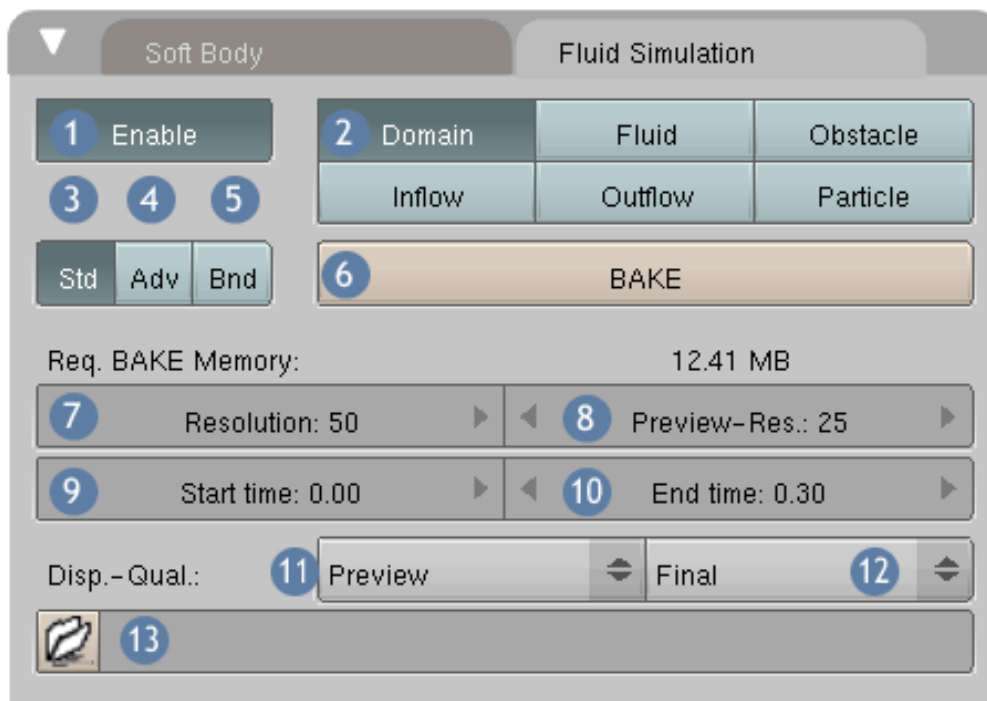 Soft Body Fluid Simulation
1 Enable 2 Domain Fluid Obstacle
3 4 5 Inflow Outflow Particle
Std Adv Bnd 6 BAKE
Req. BAKE Memory: 12.41 MB
7 Resolution: 50 8 Preview-Res.: 25
9 Start time: 0.00 10 End time: 0.30
Disp.-Qual.: 11 Preview Final 12
13